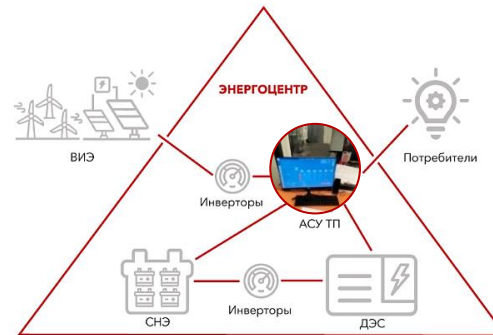 ЭНЕРГОЦЕНТР
ВИЭ
Потребители
Инверторы
АСУ ТП
СНЭ
Инверторы
ДЭС